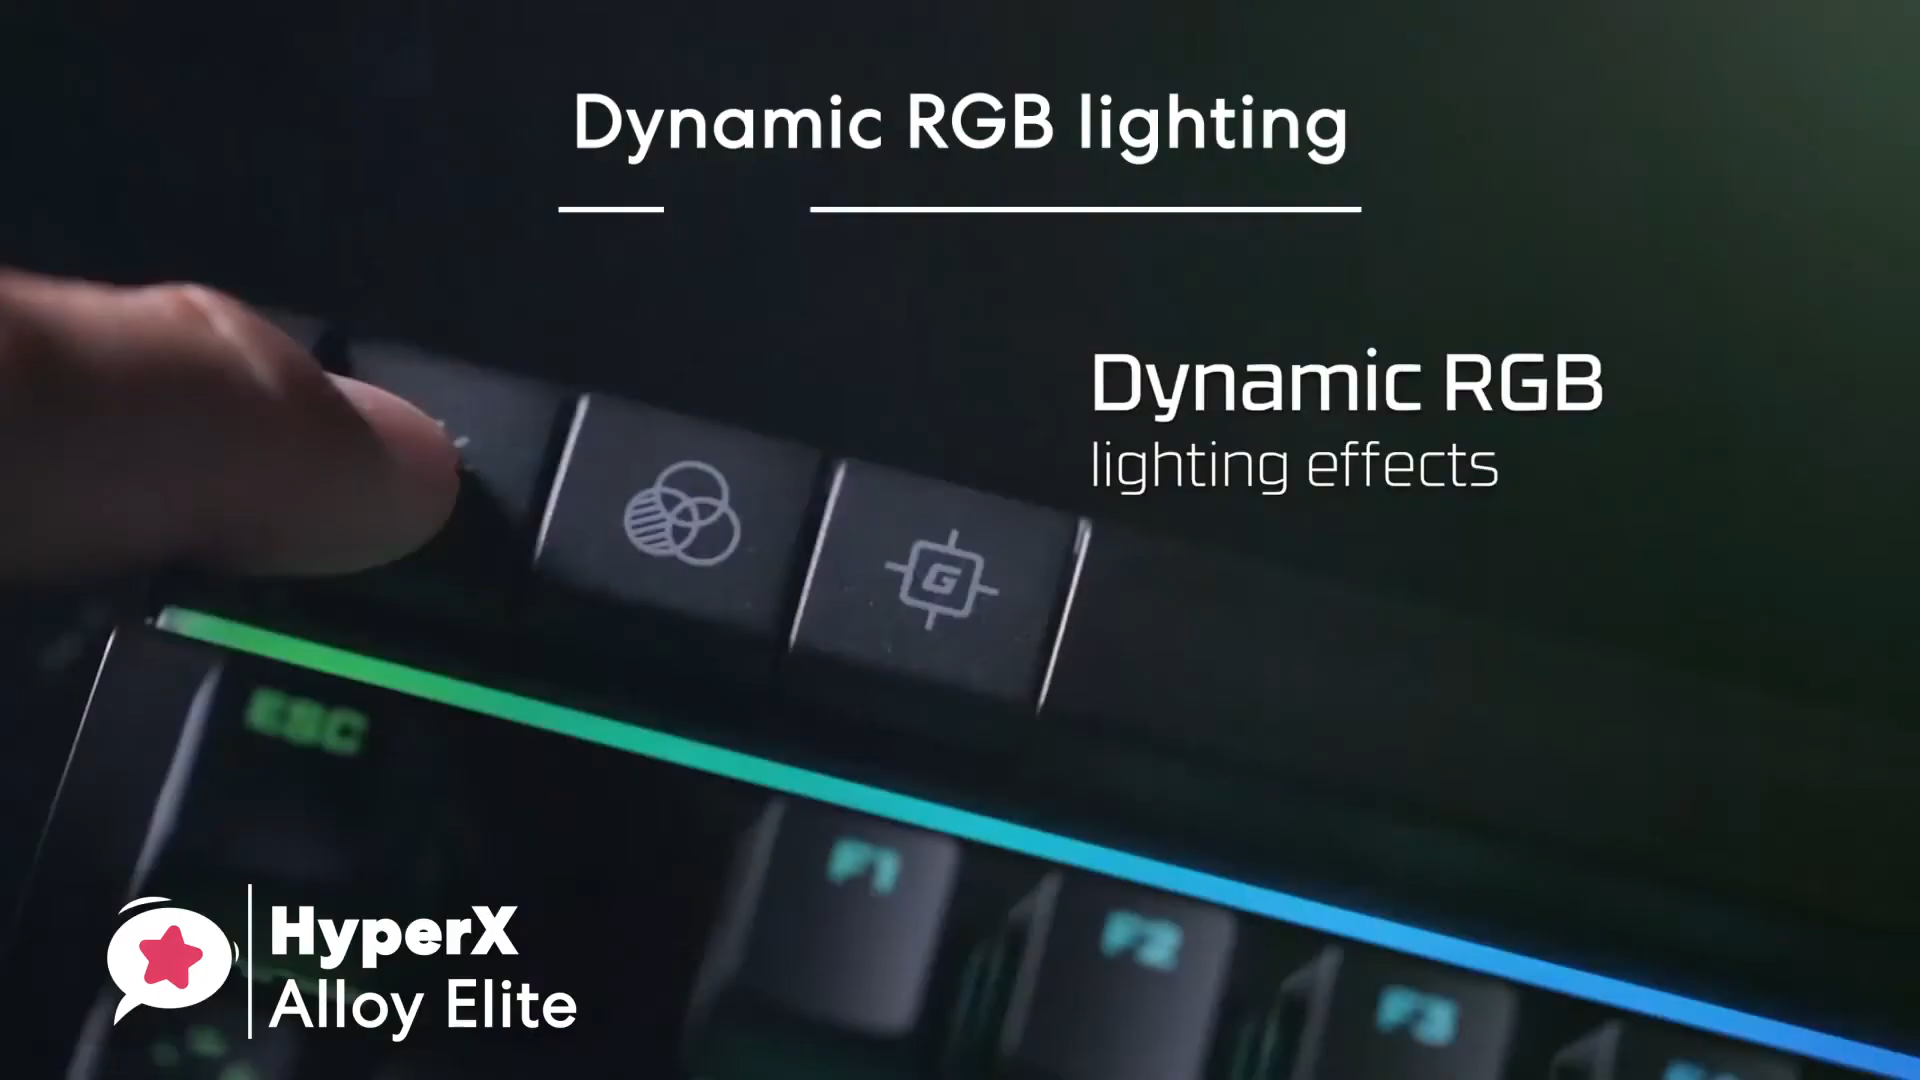 Dynamic RGB lighting
Dynamic RGB
lighting effects
G
ESC
F1
F2
F3
HyperX
Alloy Elite